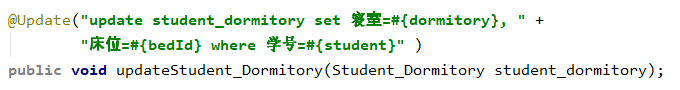 @Update("update student_dormitory set 寝室=#{dormitory}, " +
"床位=#{bedId} where 学号=#{student}" )
public void updateStudent_Dormitory(Student_Dormitory student_dormitory);